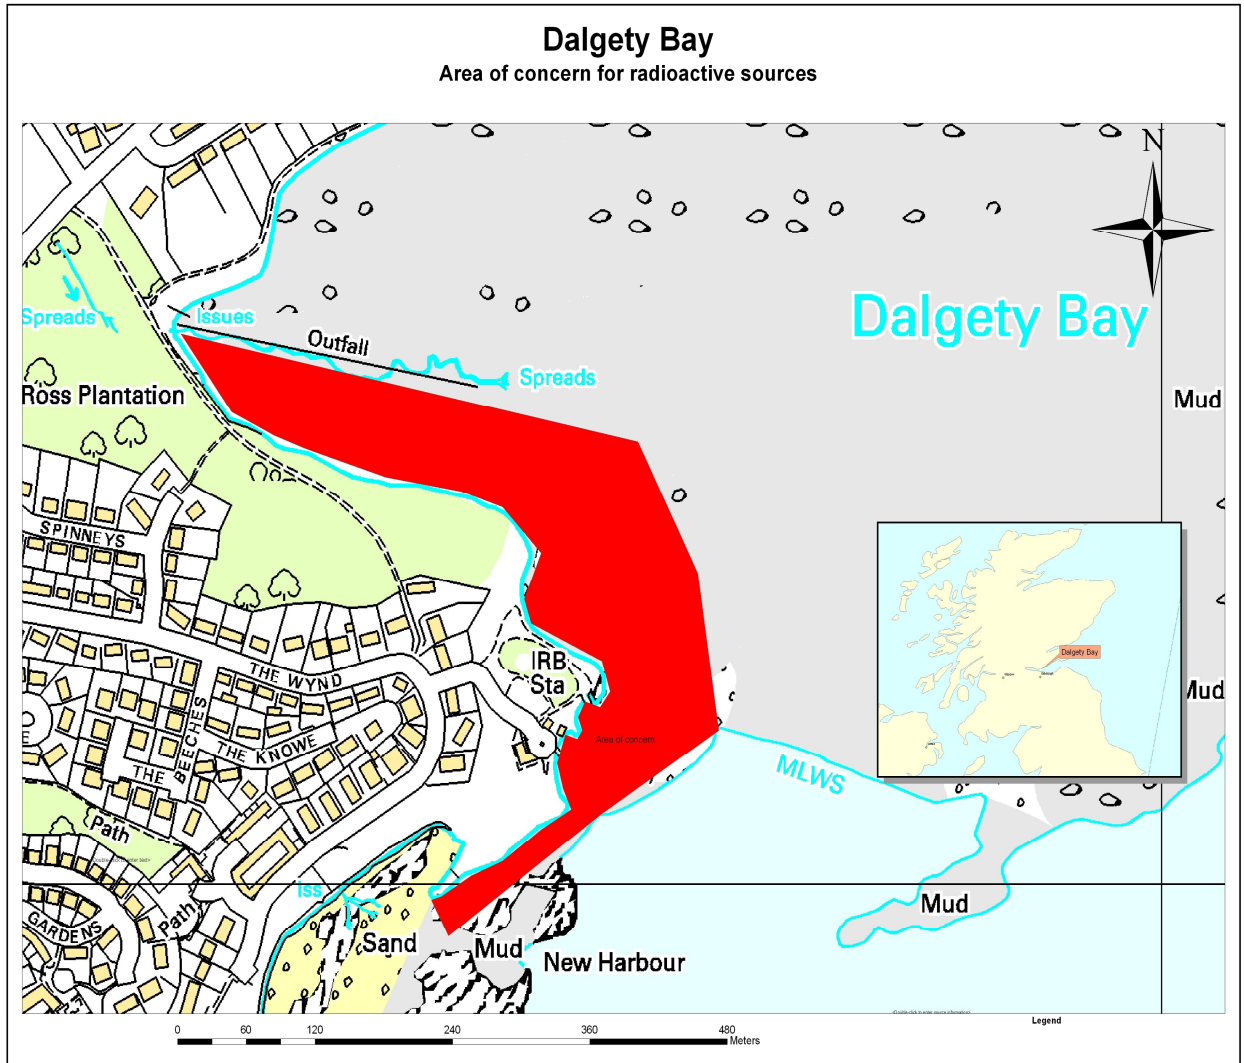 Dalgety Bay
Area of concern for radioactive sources
N
Issues
Spreads
Dalgety Bay
Outfall
Spreads
Ross Plantation
Mud
SPINNEYS
Dalgety Bay
IRB
Sta
THE WYND
Mud
BEECHES
THE KNOWE
Area of concern
THE
MLWS
Path
Iss
Mud
GARDENS
Path
Sand
Mud
New Harbour
Legend
0 60 120 240 360 480
Meters